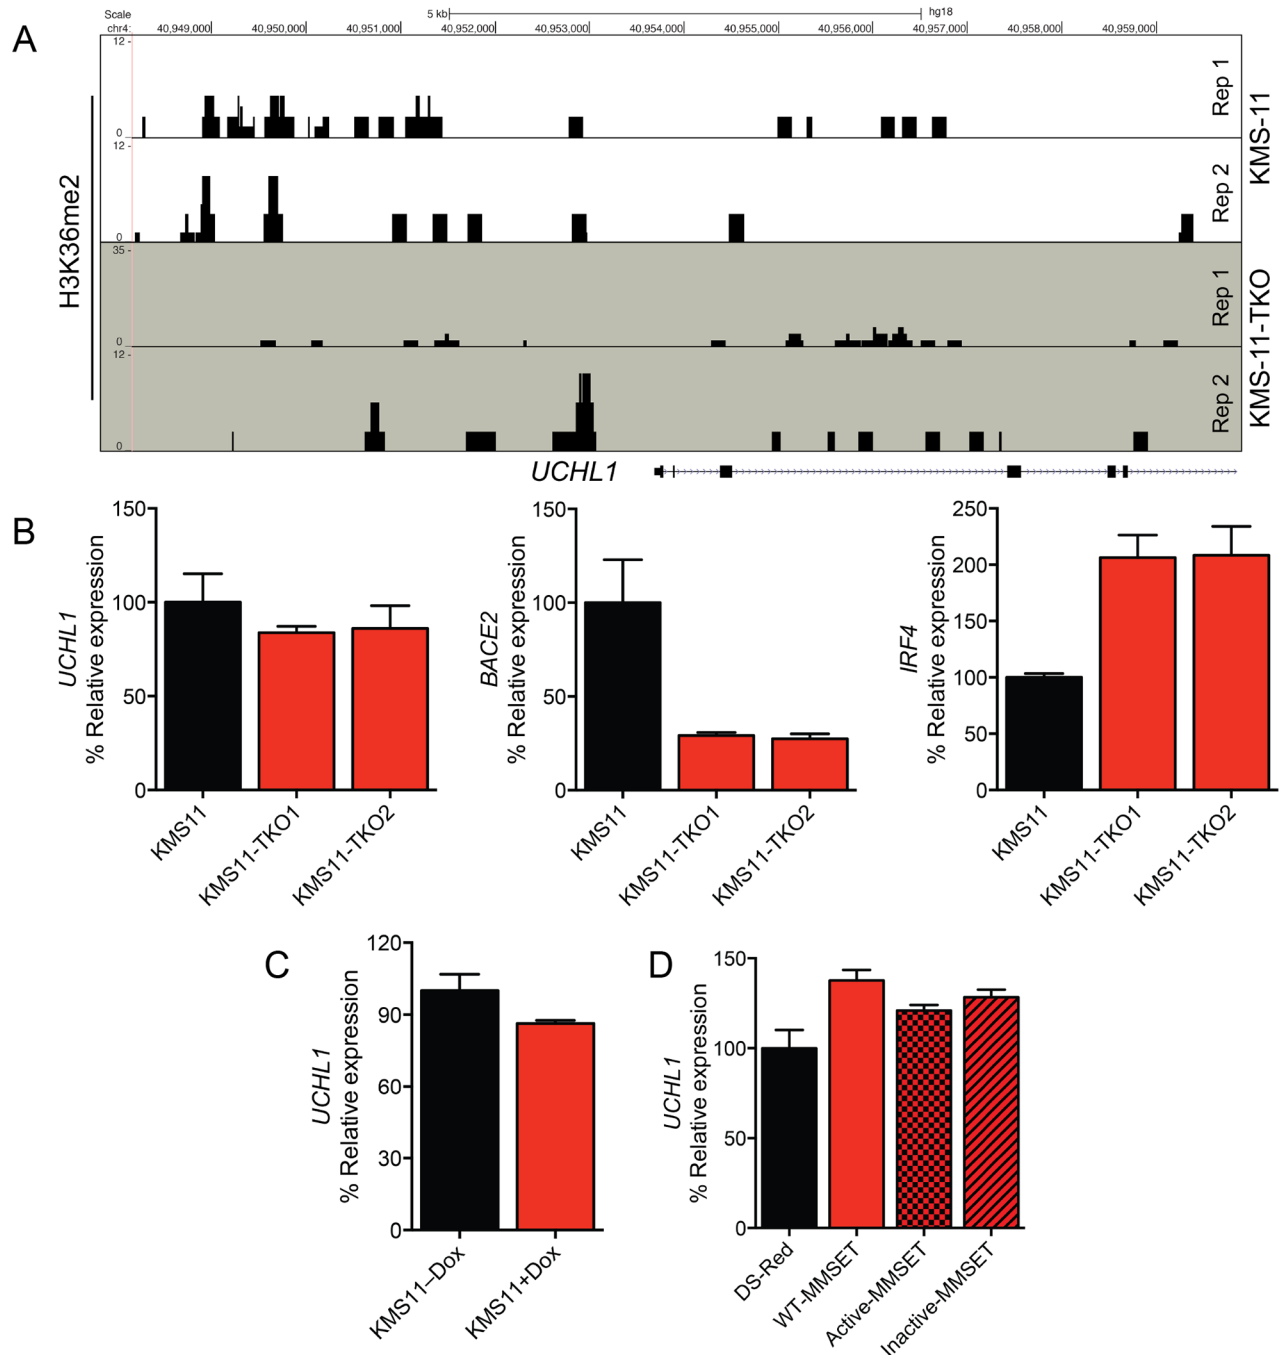 A
Scale
5 kb
hg18
chr4:
40,949,000
40,950,000
40,951,000
40,952,000
40,953,000
40,954,000
40,955,000
40,956,000
40,957,000
40,958,000
40,959,000
H3K36me2
12 -
0 _
Rep 1
12 -
0 _
Rep 2
KMS-11
35 -
0 _
Rep 1
12 -
0 _
Rep 2
KMS-11-TKO
UCHL1
B
UCHL1
% Relative expression
150
100
50
0
KMS11
KMS11-TKO1
KMS11-TKO2
BACE2
% Relative expression
150
100
50
0
KMS11
KMS11-TKO1
KMS11-TKO2
IRF4
% Relative expression
250
200
150
100
50
0
KMS11
KMS11-TKO1
KMS11-TKO2
C
UCHL1
% Relative expression
120
90
60
30
0
KMS11–Dox
KMS11+Dox
D
UCHL1
% Relative expression
150
100
50
0
DS-Red
WT-MMSET
Active-MMSET
Inactive-MMSET